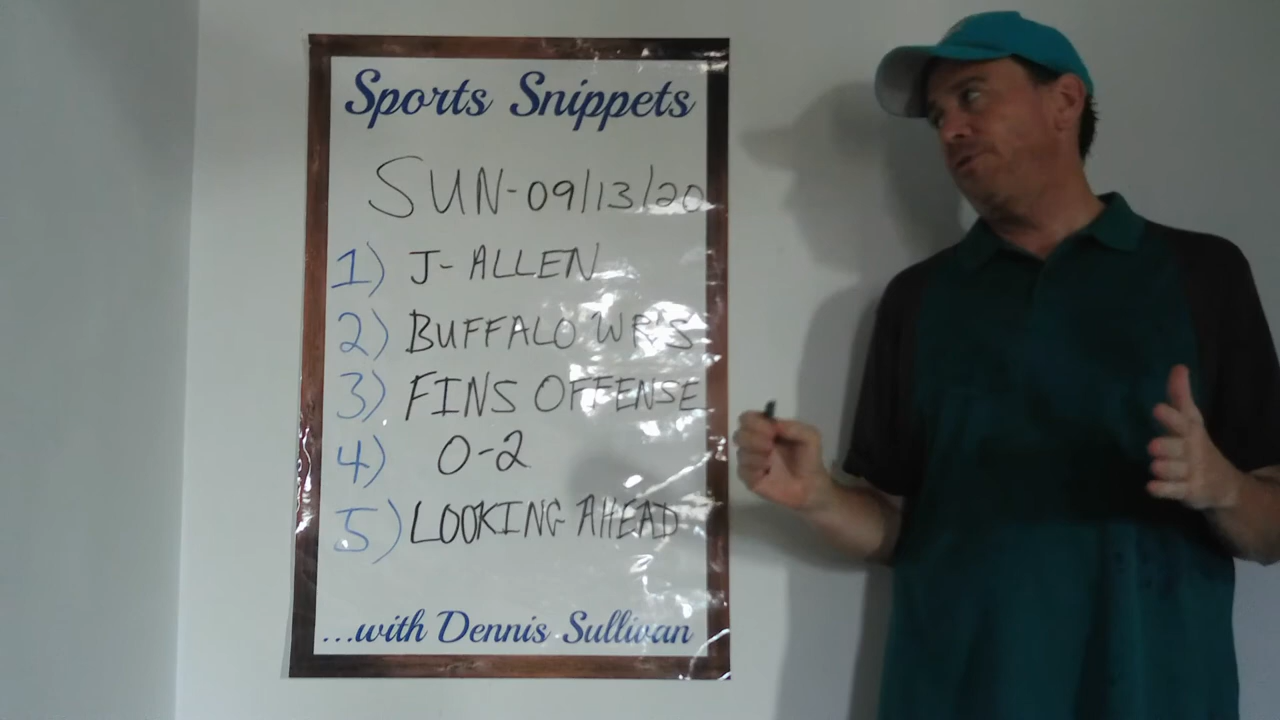 Sports Snippets
SUN-09/13/20
1) J-ALLEN
2) BUFFALO WR'S
3) FINS OFFENSE
4) 0-2
5) LOOKING AHEAD
...with Dennis Sullivan